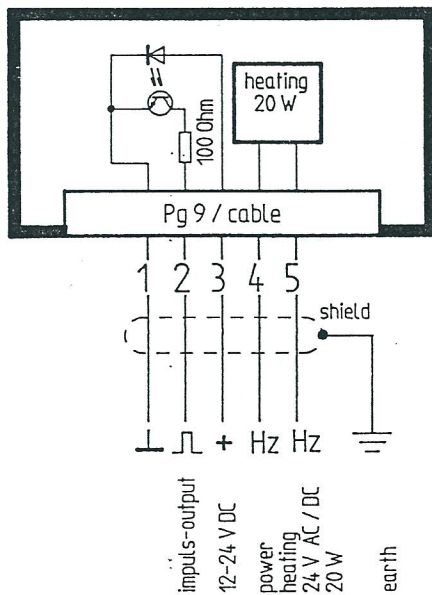 heating
20 W
100 Ohm
Pg 9 / cable
1 2 3 4 5
shield
+ Hz Hz
impuls-output
12-24 V DC
power
heating
24 V AC / DC
20 W
earth